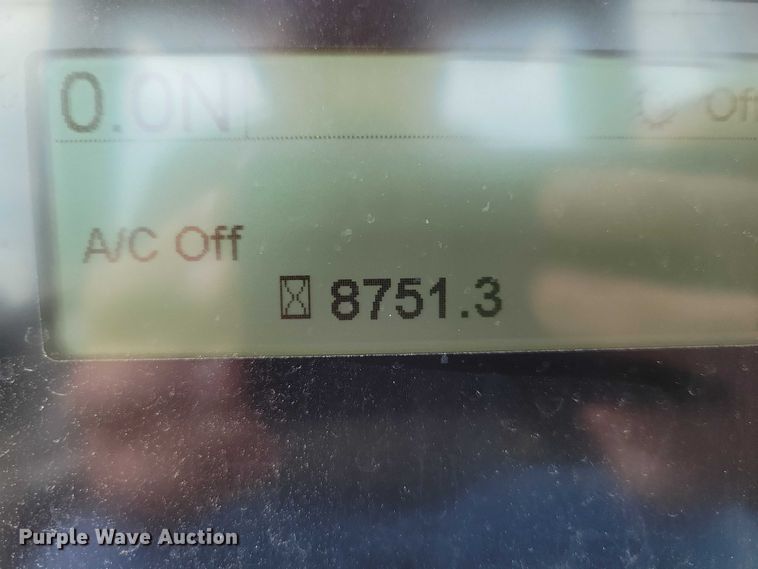 0.0N Off
A/C Off
8751.3
Purple Wave Auction